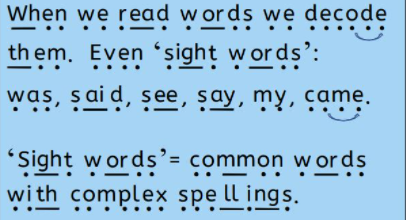 When we read words we decode
them. Even ‘sight words’:
was, said, see, say, my, came.
‘Sight words’= common words
with complex spellings.